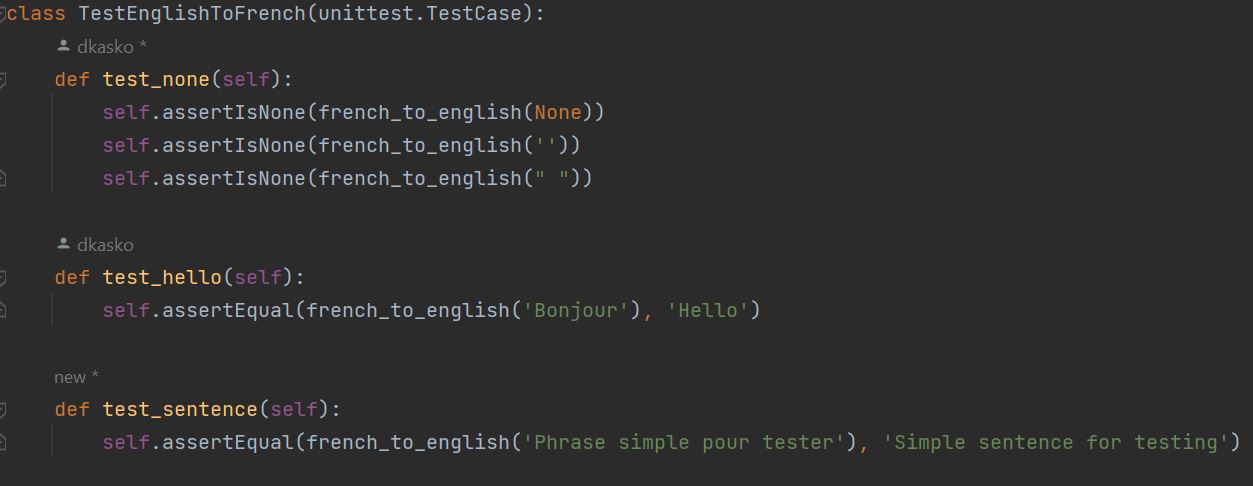 class TestEnglishToFrench(unittest.TestCase):
dkasko *
def test_none(self):
self.assertIsNone(french_to_english(None))
self.assertIsNone(french_to_english(''))
self.assertIsNone(french_to_english(" "))
dkasko
def test_hello(self):
self.assertEqual(french_to_english('Bonjour'), 'Hello')
new *
def test_sentence(self):
self.assertEqual(french_to_english('Phrase simple pour tester'), 'Simple sentence for testing')